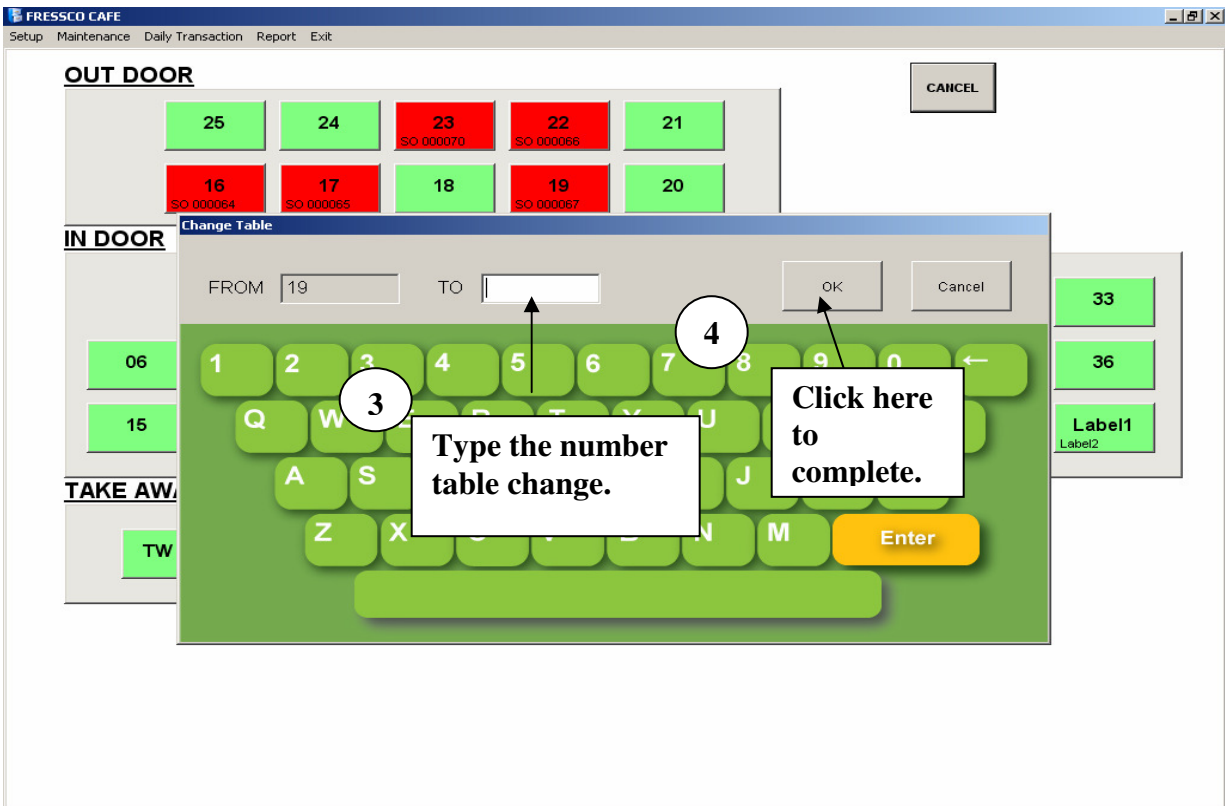 FRESSCO CAFE
Setup Maintenance Daily Transaction Report Exit
OUT DOOR
CANCEL
25 24 23 22 21
SO 000070 SO 000068
16 17 18 19 20
SO 000064 SO 000065 SO 000067
IN DOOR
Change Table
FROM 19 TO OK Cancel
33
06
36
15
Label1
Label2
1 2 3 4 5 6 7 8 9 0 ←
4
3
Q W E R T Y U
Click here
to
complete.
Type the number
table change.
A S J
Z X C V B N M Enter
TAKE AW
TW